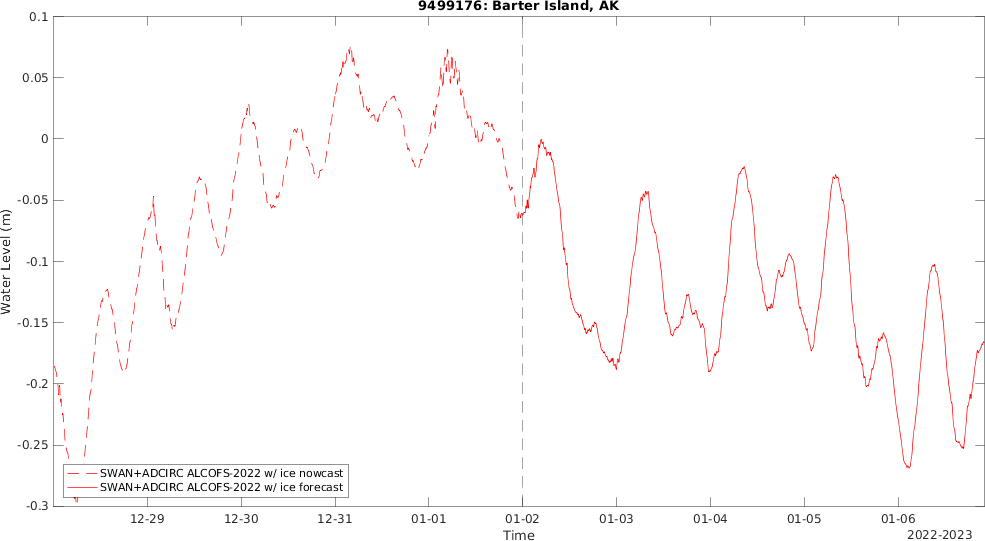 9499176: Barter Island, AK
Water Level (m)
0.1
0.05
0
-0.05
-0.1
-0.15
-0.2
-0.25
-0.3
SWAN+ADCIRC ALCOFS-2022 w/ ice nowcast
SWAN+ADCIRC ALCOFS-2022 w/ ice forecast
12-29 12-30 12-31 01-01 01-02 01-03 01-04 01-05 01-06
Time
2022-2023